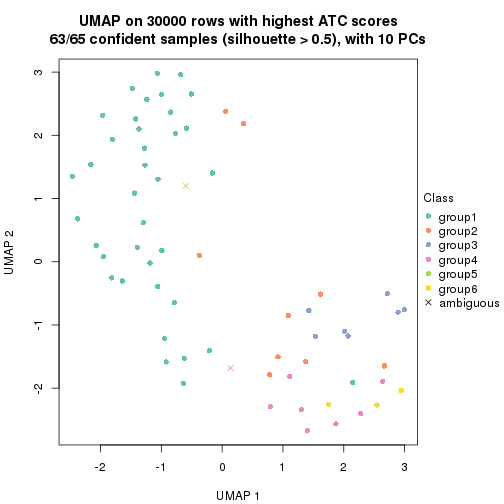 UMAP on 30000 rows with highest ATC scores
63/65 confident samples (silhouette > 0.5), with 10 PCs
3
2
1
0
-1
-2
UMAP 2
-2
-1
0
1
2
3
UMAP 1
Class
group1
group2
group3
group4
group5
group6
ambiguous